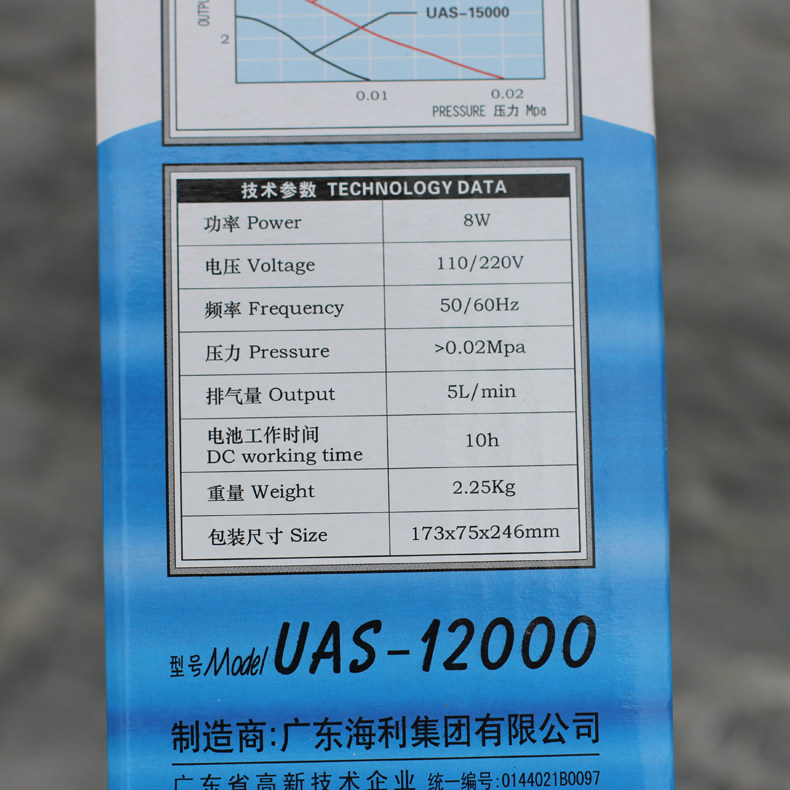 OUTPU
UAS-15000
2
0.01 0.02
PRESSURE 压力 Mpa
技术参数 TECHNOLOGY DATA
功率 Power 8W
电压 Voltage 110/220V
频率 Frequency 50/60Hz
压力 Pressure >0.02Mpa
排气量 Output 5L/min
电池工作时间
DC working time 10h
重量 Weight 2.25Kg
包装尺寸 Size 173x75x246mm
型号 Model UAS-12000
制造商:广东海利集团有限公司
广东省高新技术企业 统一编号:0144021B0097